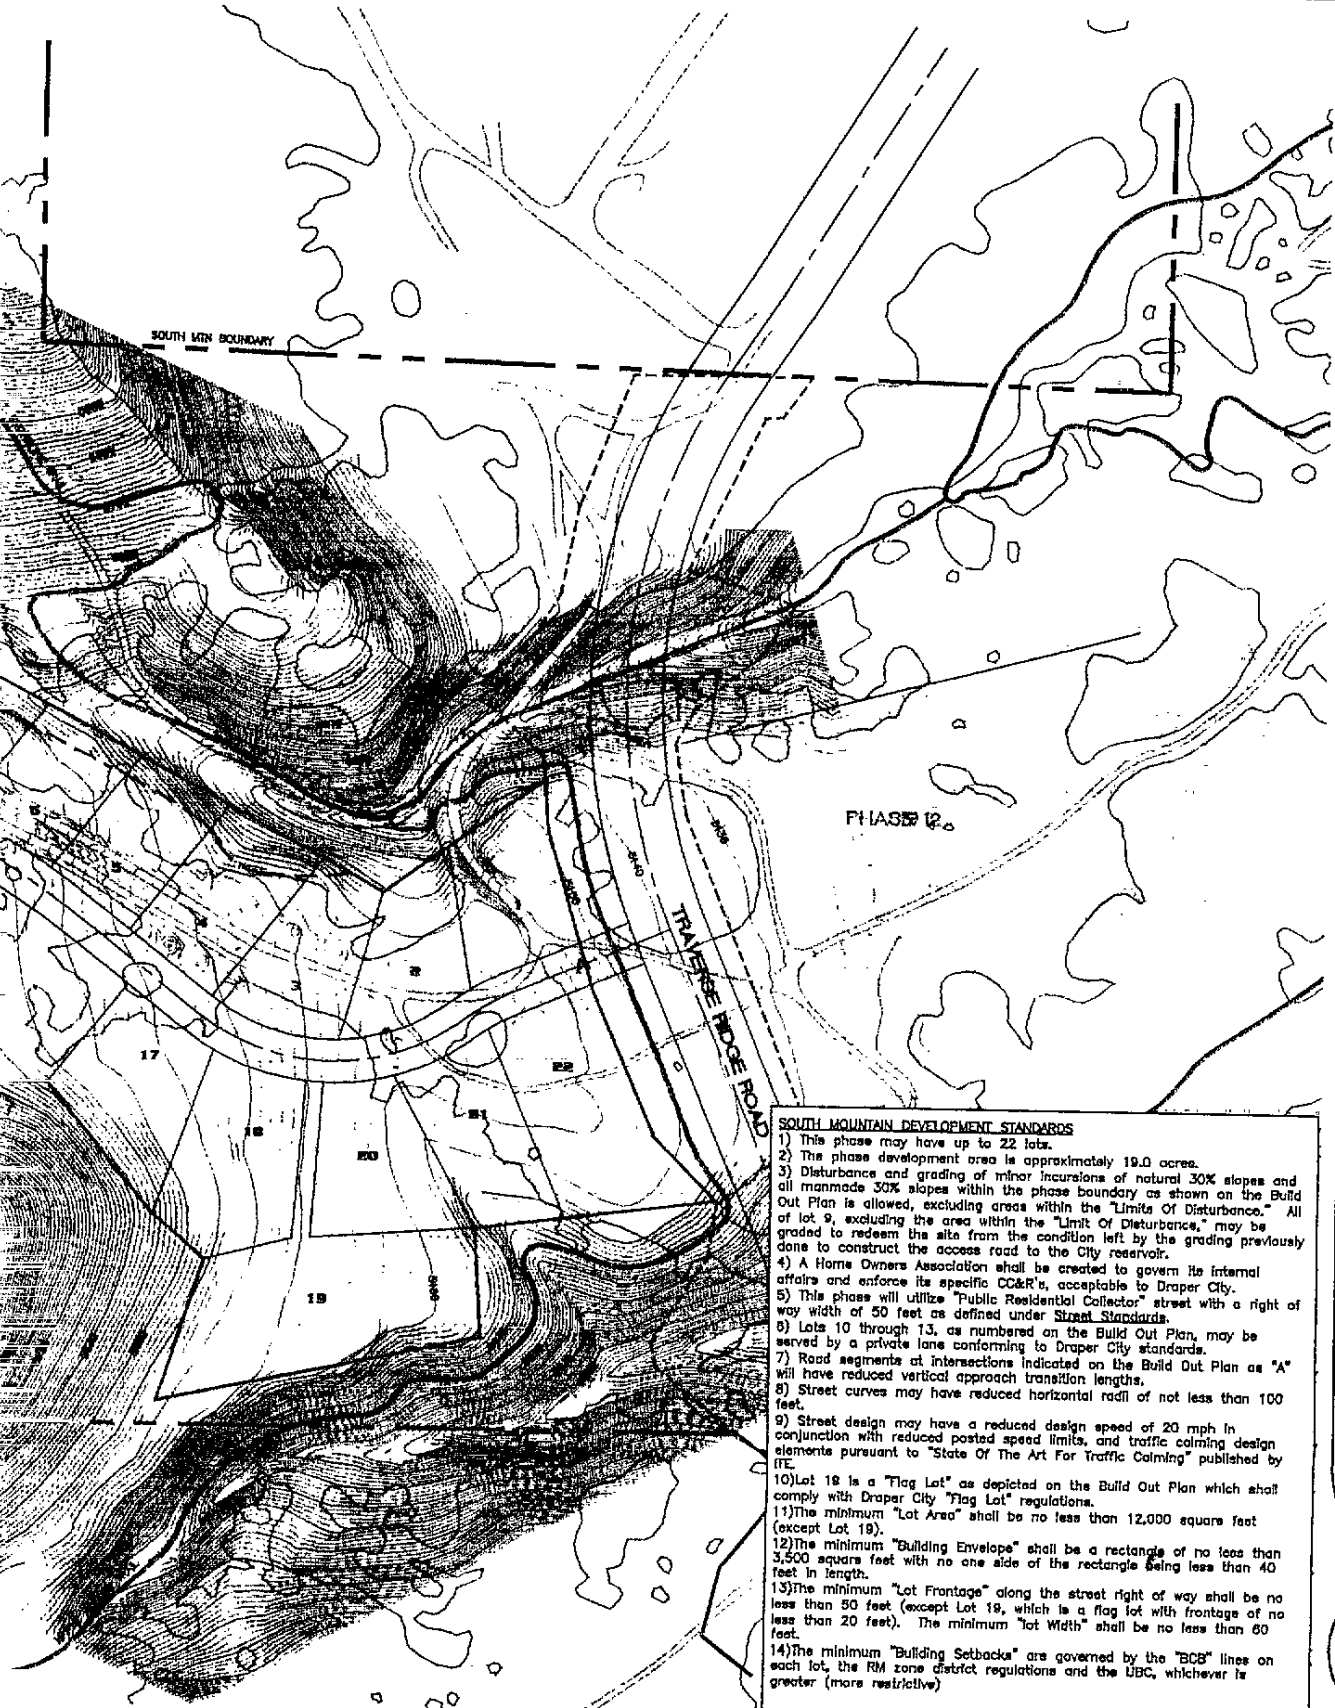 SOUTH MTN BOUNDARY
TRAVERSE RIDGE ROAD
5
4
3
2
A
17
18
20
21
22
19
SOUTH MOUNTAIN DEVELOPMENT STANDARDS
1) This phase may have up to 22 lots.
2) The phase development area is approximately 19.0 acres.
3) Disturbance and grading of minor incursions of natural 30% slopes and
all manmade 30% slopes within the phase boundary as shown on the Build
Out Plan is allowed, excluding areas within the "Limits Of Disturbance." All
of lot 9, excluding the area within the "Limit Of Disturbance," may be
graded to redeem the site from the condition left by the grading previously
done to construct the access road to the City reservoir.
4) A Home Owners Association shall be created to govern its internal
affairs and enforce its specific CC&R's, acceptable to Draper City.
5) This phase will utilize "Public Residential Collector" street with a right of
way width of 50 feet as defined under Street Standards.
6) Lots 10 through 13, as numbered on the Build Out Plan, may be
served by a private lane conforming to Draper City standards.
7) Road segments at intersections indicated on the Build Out Plan as "A"
will have reduced vertical approach transition lengths.
8) Street curves may have reduced horizontal radii of not less than 100
feet.
9) Street design may have a reduced design speed of 20 mph in
conjunction with reduced posted speed limits, and traffic calming design
elements pursuant to "State Of The Art For Traffic Calming" published by
ITE.
10)Lot 19 is a "Flag Lot" as depicted on the Build Out Plan which shall
comply with Draper City "Flag Lot" regulations.
11)The minimum "Lot Area" shall be no less than 12,000 square feet
(except Lot 19).
12)The minimum "Building Envelope" shall be a rectangle of no less than
3,500 square feet with no one side of the rectangle being less than 40
feet in length.
13)The minimum "Lot Frontage" along the street right of way shall be no
less than 50 feet (except Lot 19, which is a flag lot with frontage of no
less than 20 feet). The minimum "lot Width" shall be no less than 60
feet.
14)The minimum "Building Setbacks" are governed by the "BCB" lines on
each lot, the RM zone district regulations and the UBC, whichever is
greater (more restrictive)